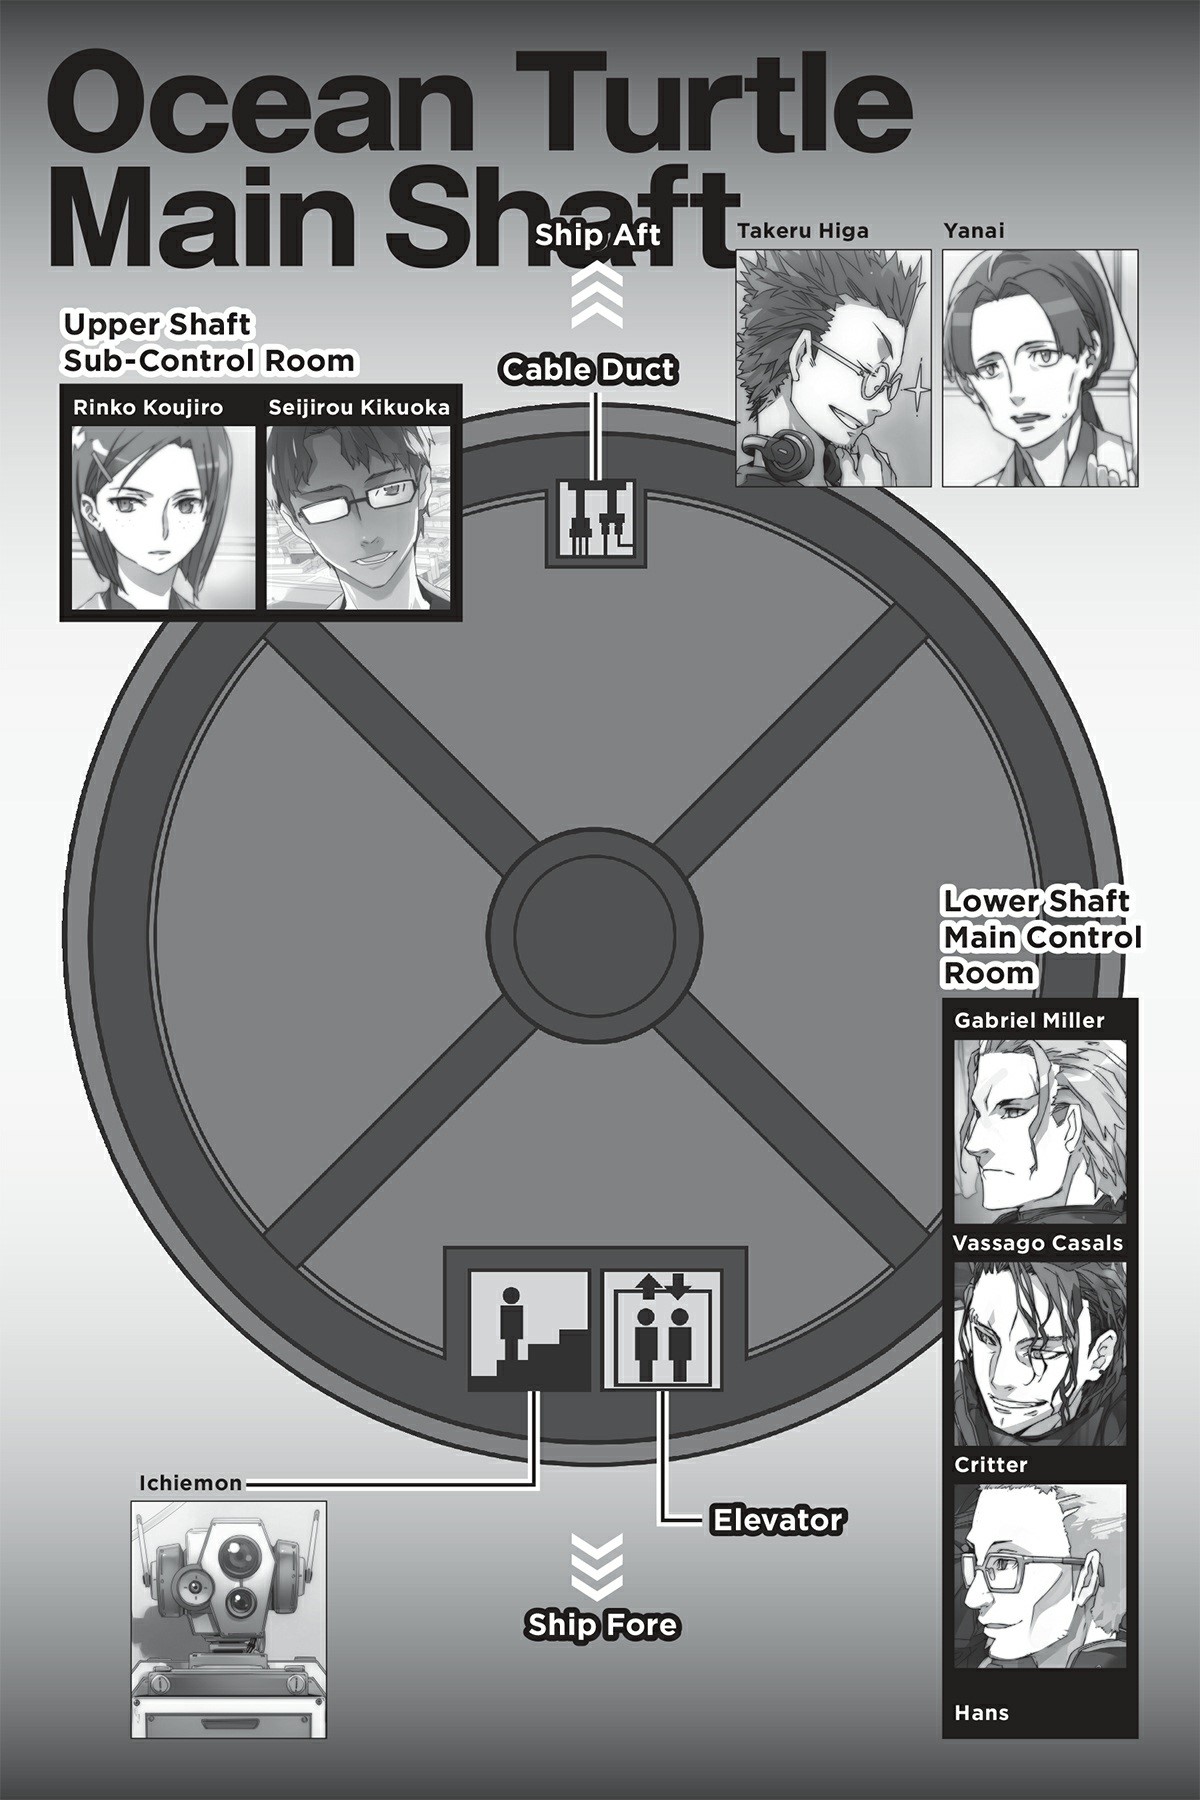 Ocean Turtle
Main Shaft
Ship Aft
Takeru Higa
Yanai
Upper Shaft
Sub-Control Room
Cable Duct
Rinko Koujiro
Seijirou Kikuoka
Lower Shaft
Main Control
Room
Gabriel Miller
Vassago Casals
Critter
Ichiemon
Elevator
Ship Fore
Hans